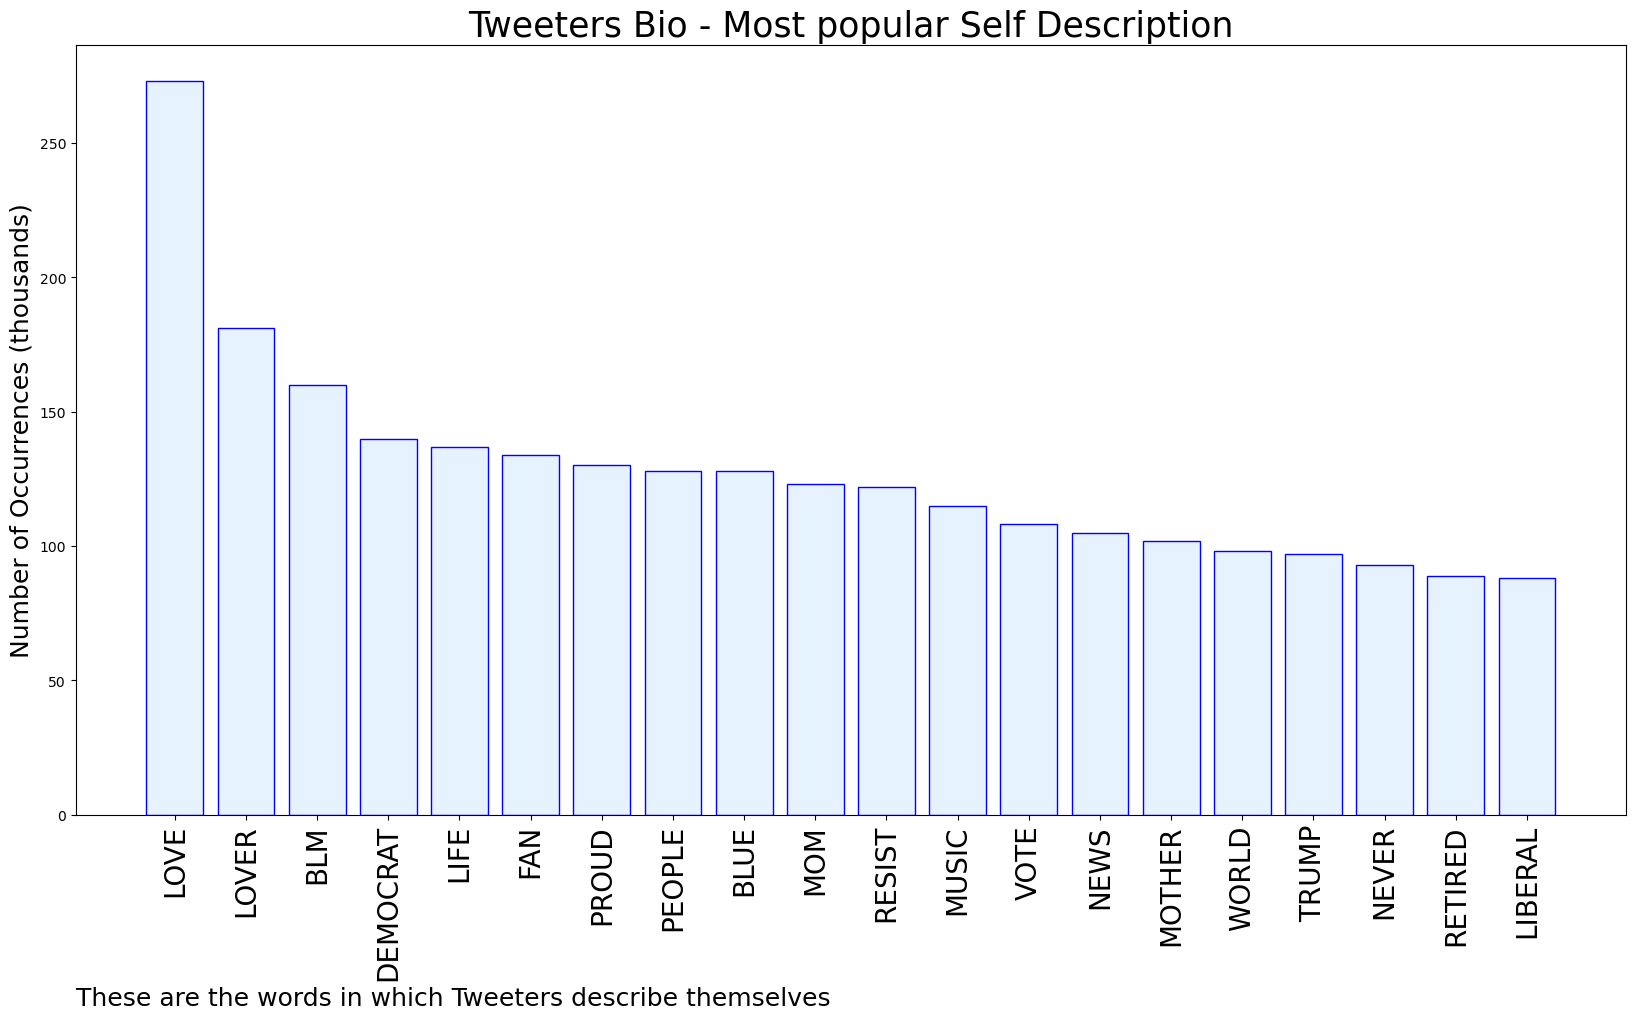 Tweeters Bio - Most popular Self Description
Number of Occurrences (thousands)
250
200
150
100
50
0
LOVE
LOVER
BLM
DEMOCRAT
LIFE
FAN
PROUD
PEOPLE
BLUE
MOM
RESIST
MUSIC
VOTE
NEWS
MOTHER
WORLD
TRUMP
NEVER
RETIRED
LIBERAL
These are the words in which Tweeters describe themselves